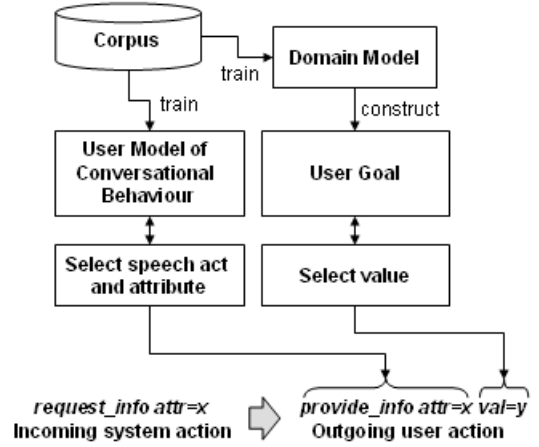 Corpus
train
Domain Model
train
construct
User Model of
Conversational
Behaviour
User Goal
Select speech act
and attribute
Select value
request_info attr=x
Incoming system action
provide_info attr=x val=y
Outgoing user action